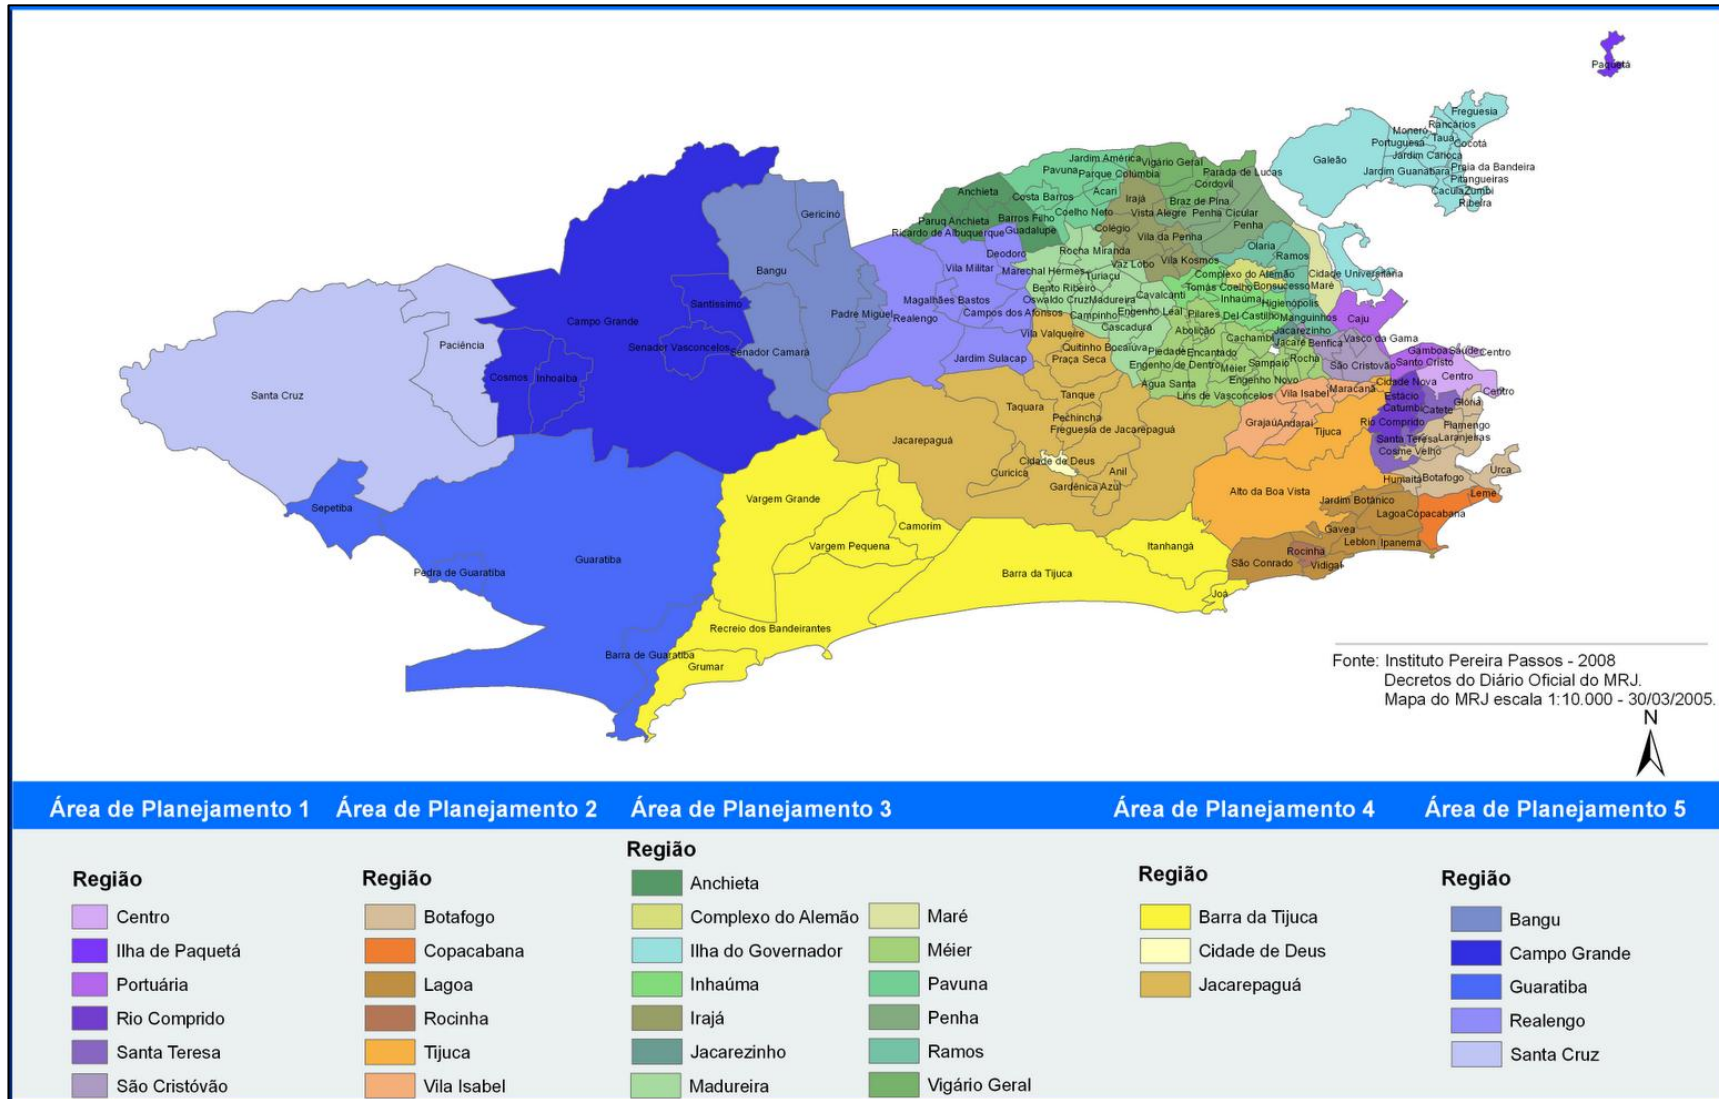 Paquetá
Freguesia
Rancários
Moneró
Tauá
Portuguesa
Cocotá
Galeão
Jardim Carioca
Praia da Bandeira
Jardim Guanabara
Pitangueiras
Cacuía
Zumbi
Ribeira
Cidade Universitária
Jardim América
Vigário Geral
Pavuna
Parque Colúmbia
Parada de Lucas
Cordovil
Anchieta
Costa Barros
Acari
Irajá
Braz de Pina
Paruq Anchieta
Barros Filho
Coelho Neto
Vista Alegre
Penha Cicular
Penha
Ricardo de Albuquerque
Guadalupe
Colégio
Vila da Penha
Gericinó
Deodoro
Rocha Miranda
Olaria
Ramos
Vila Militar
Marechal Hermes
Turiaçu
Vaz Lobo
Vila Kosmos
Complexo do Alemão
Bangu
Bento Ribeiro
Tomás Coelho
Bonsucesso
Maré
Magalhães Bastos
Oswaldo Cruz
Madureira
Cavalcanti
Inhaúma
Higienópolis
Santíssimo
Padre Miguel
Realengo
Campos dos Afonsos
Campinho
Engenho Leal
Pilares
Del Castilho
Manguinhos
Caju
Campo Grande
Cascadura
Abolição
Jacarezinho
Vila Valqueire
Cachambi
Jacaré
Benfica
Vasco da Gama
Paciência
Senador Vasconcelos
Senador Camará
Quitino Bocaiúva
Piedade
Encantado
Gamboa
Saúde
Centro
Jardim Sulacap
Praça Seca
Engenho de Dentro
Méier
Sampaio
Rocha
São Cristovão
Santo Cristo
Cosmos
Inhoaíba
Água Santa
Engenho Novo
Cidade Nova
Centro
Santa Cruz
Tanque
Lins de Vasconcelos
Vila Isabel
Maracanã
Estácio
Centro
Taquara
Pechincha
Catumbi
Catete
Glória
Jacarepaguá
Freguesia de Jacarepaguá
Grajaú
Andaraí
Tijuca
Rio Comprido
Flamengo
Santa Teresa
Laranjeiras
Cosme Velho
Cidade de Deus
Curicica
Anil
Gardênica Azul
Humaitá
Botafogo
Urca
Vargem Grande
Alto da Boa Vista
Jardim Botânico
Leme
Sepetiba
Camorim
Lagoa
Copacabana
Vargem Pequena
Itanhangá
Gavea
Leblon
Ipanema
Guaratiba
Rocinha
São Conrado
Vidigal
Pedra de Guaratiba
Barra da Tijuca
Joá
Recreio dos Bandeirantes
Barra de Guaratiba
Grumar
Fonte: Instituto Pereira Passos - 2008
Decretos do Diário Oficial do MRJ.
Mapa do MRJ escala 1:10.000 - 30/03/2005.
N
Área de Planejamento 1
Região
Centro
Ilha de Paquetá
Portuária
Rio Comprido
Santa Teresa
São Cristóvão
Área de Planejamento 2
Região
Botafogo
Copacabana
Lagoa
Rocinha
Tijuca
Vila Isabel
Área de Planejamento 3
Região
Anchieta
Complexo do Alemão
Ilha do Governador
Inhaúma
Irajá
Jacarezinho
Madureira
Maré
Méier
Pavuna
Penha
Ramos
Vigário Geral
Área de Planejamento 4
Região
Barra da Tijuca
Cidade de Deus
Jacarepaguá
Área de Planejamento 5
Região
Bangu
Campo Grande
Guaratiba
Realengo
Santa Cruz